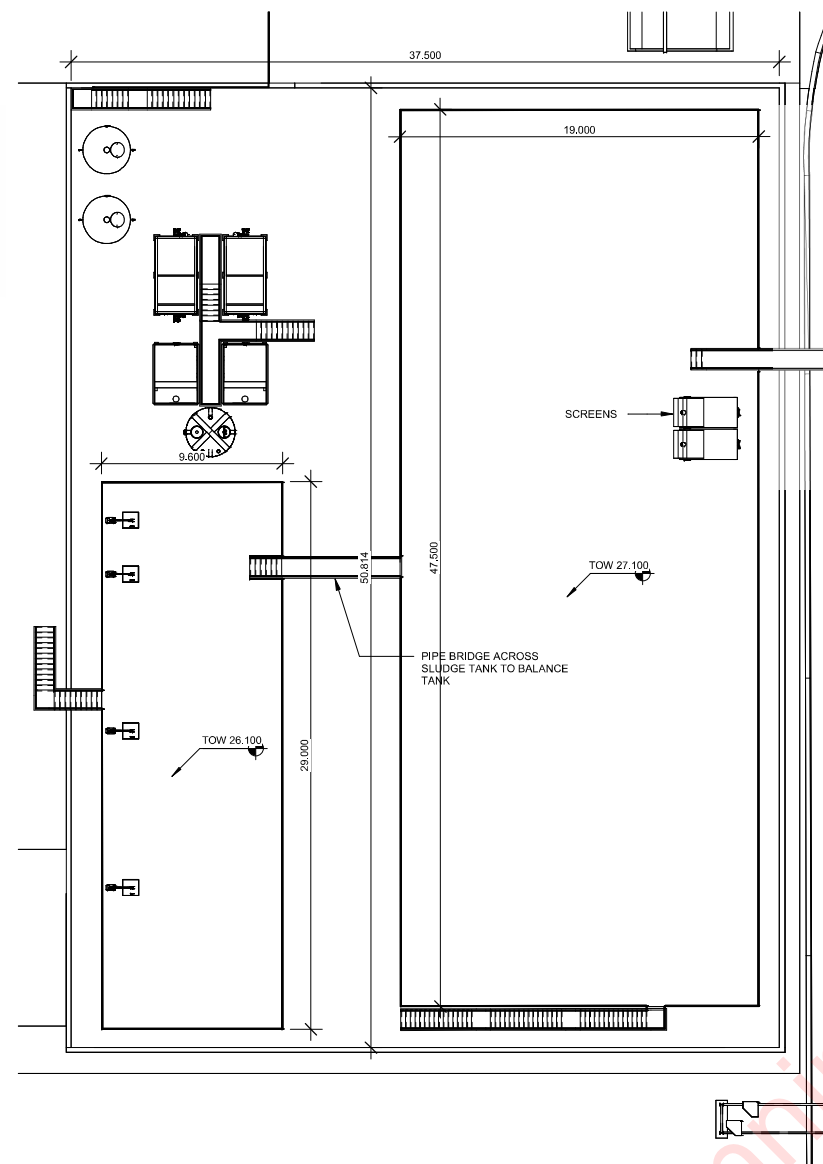 37.500
19.000
SCREENS
9.600
50.814
47.500
TOW 27.100
PIPE BRIDGE ACROSS
SLUDGE TANK TO BALANCE
TANK
TOW 26.100
29.000